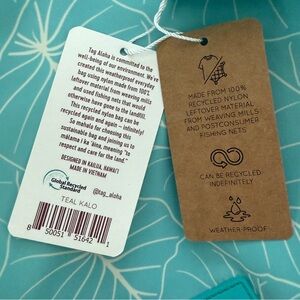 Tag Aloha is committed to the
well-being of our environment. We've
created this weatherproof everyday
bag using nylon made from 100%
leftover material from weaving mills
and used fishing nets that would
otherwise have gone to the landfill.
This recycled nylon bag can be
recycled again and again – infinitely!
So mahalo for choosing this
sustainable bag and joining us to
mālama i ka 'āina, meaning "to
respect and care for the land."
DESIGNED IN KAILUA, HAWAI'I
MADE IN VIETNAM
Global Recycled
Standard
@tag_aloha
TEAL KALO
8 50051 51642
MADE FROM 100%
RECYCLED NYLON
LEFTOVER MATERIAL
FROM WEAVING MILLS
AND POSTCONSUMER
FISHING NETS
CAN BE RECYCLED
INDEFINITELY
WEATHER-PROOF